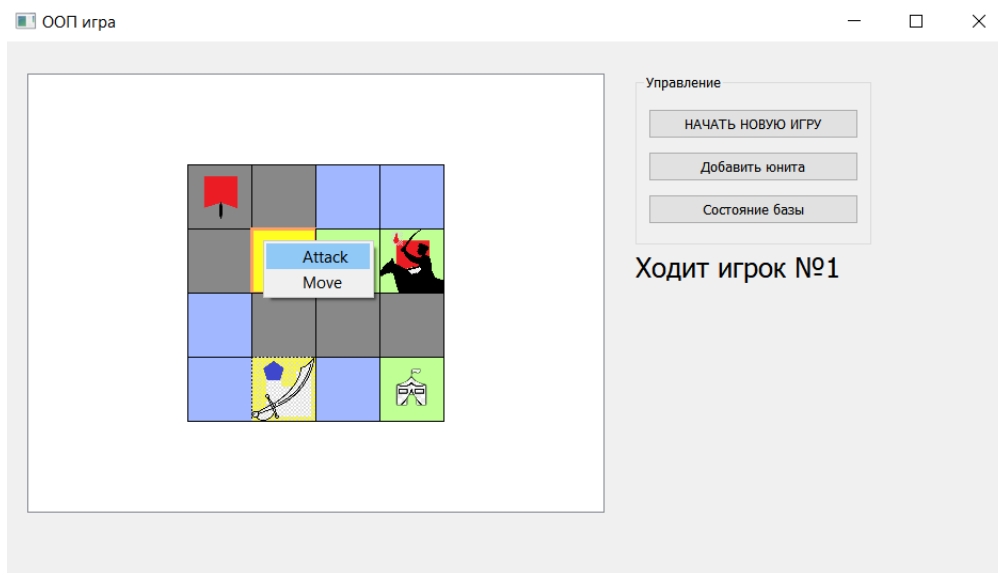 ООП игра
Управление
НАЧАТЬ НОВУЮ ИГРУ
Добавить юнита
Состояние базы
Ходит игрок №1
Attack
Move